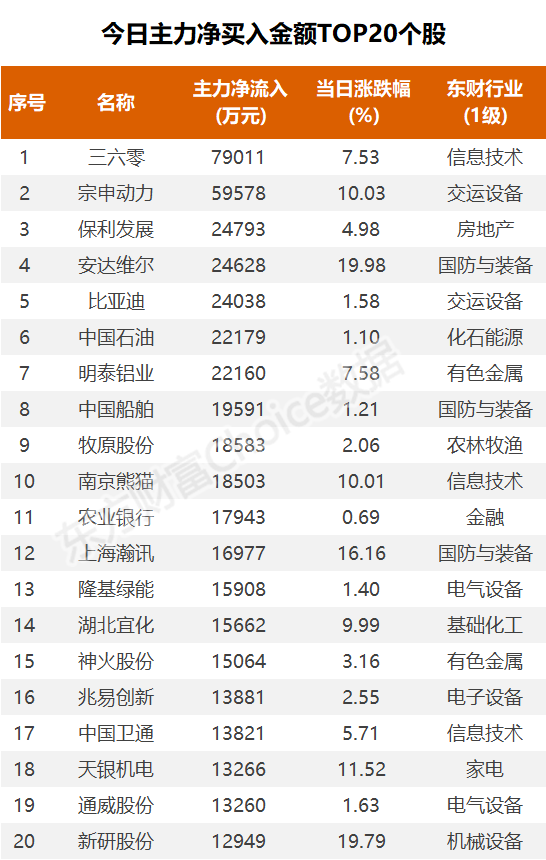 今日主力净买入金额TOP20个股
序号 名称 主力净流入(万元) 当日涨跌幅(%) 东财行业(1级)
1 三六零 79011 7.53 信息技术
2 宗申动力 59578 10.03 交运设备
3 保利发展 24793 4.98 房地产
4 安达维尔 24628 19.98 国防与装备
5 比亚迪 24038 1.58 交运设备
6 中国石油 22179 1.10 化石能源
7 明泰铝业 22160 7.58 有色金属
8 中国船舶 19591 1.21 国防与装备
9 牧原股份 18583 2.06 农林牧渔
10 南京熊猫 18503 10.01 信息技术
11 农业银行 17943 0.69 金融
12 上海瀚讯 16977 16.16 国防与装备
13 隆基绿能 15908 1.40 电气设备
14 湖北宜化 15662 9.99 基础化工
15 神火股份 15064 3.16 有色金属
16 兆易创新 13881 2.55 电子设备
17 中国卫通 13821 5.71 信息技术
18 天银机电 13266 11.52 家电
19 通威股份 13260 1.63 电气设备
20 新研股份 12949 19.79 机械设备
东方财富Choice数据